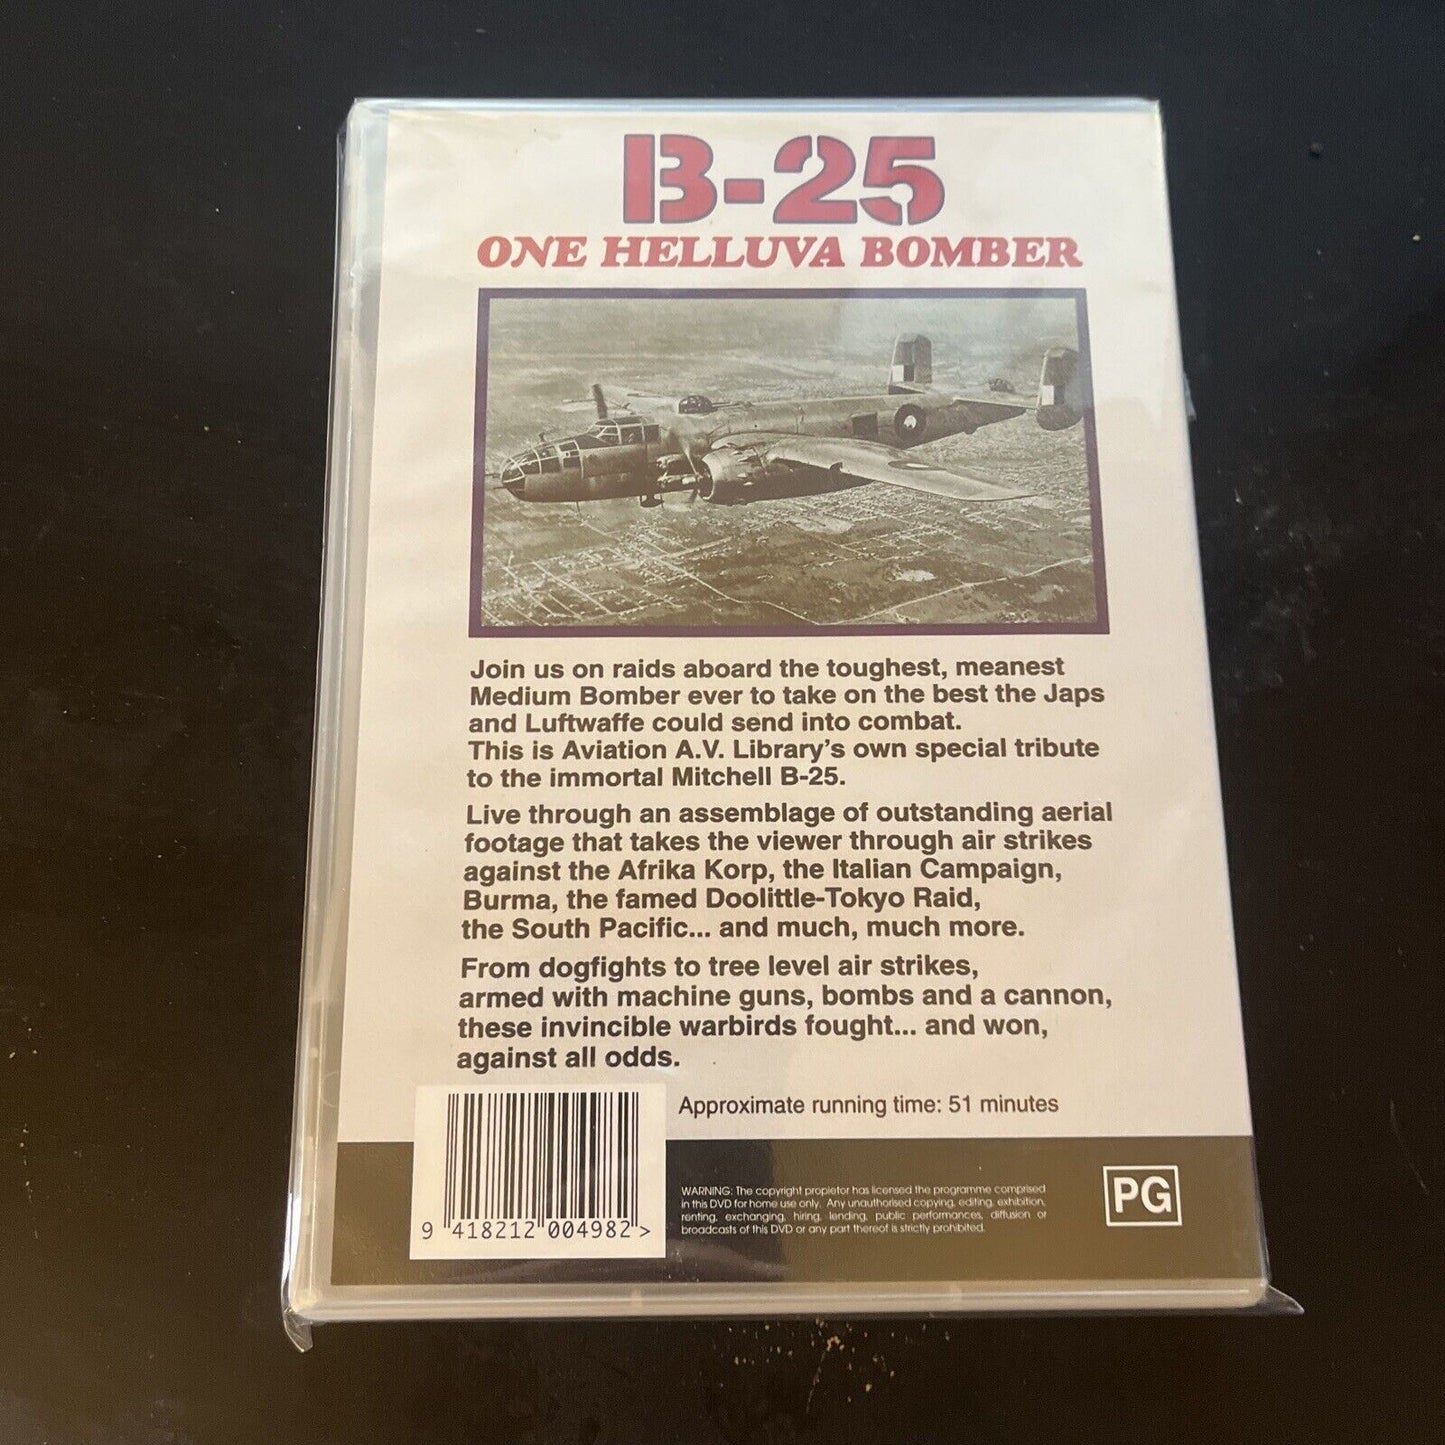 B-25
ONE HELLUVA BOMBER
Join us on raids aboard the toughest, meanest
Medium Bomber ever to take on the best the Japs
and Luftwaffe could send into combat.
This is Aviation A.V. Library's own special tribute
to the immortal Mitchell B-25.
Live through an assemblage of outstanding aerial
footage that takes the viewer through air strikes
against the Afrika Korp, the Italian Campaign,
Burma, the famed Doolittle-Tokyo Raid,
the South Pacific... and much, much more.
From dogfights to tree level air strikes,
armed with machine guns, bombs and a cannon,
these invincible warbirds fought... and won,
against all odds.
Approximate running time: 51 minutes
WARNING: The copyright propietor has licensed the programme comprised
in this DVD for home use only. Any unauthorised copying, editing, exhibition,
renting, exchanging, hiring, lending, public performances, diffusion or
broadcasts of this DVD or any part thereof is strictly prohibited.
PG
9 418212 004982 >